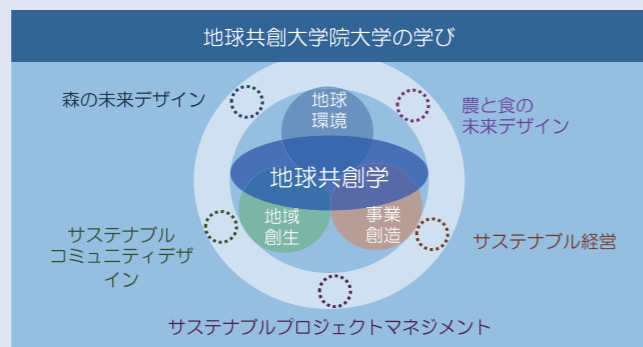 地球共創大学院大学の学び
森の未来デザイン
地球
環境
農と食の
未来デザイン
地球共創学
地域
創生
事業
創造
サステナブル
コミュニティデザ
イン
サステナブル経営
サステナブルプロジェクトマネジメント